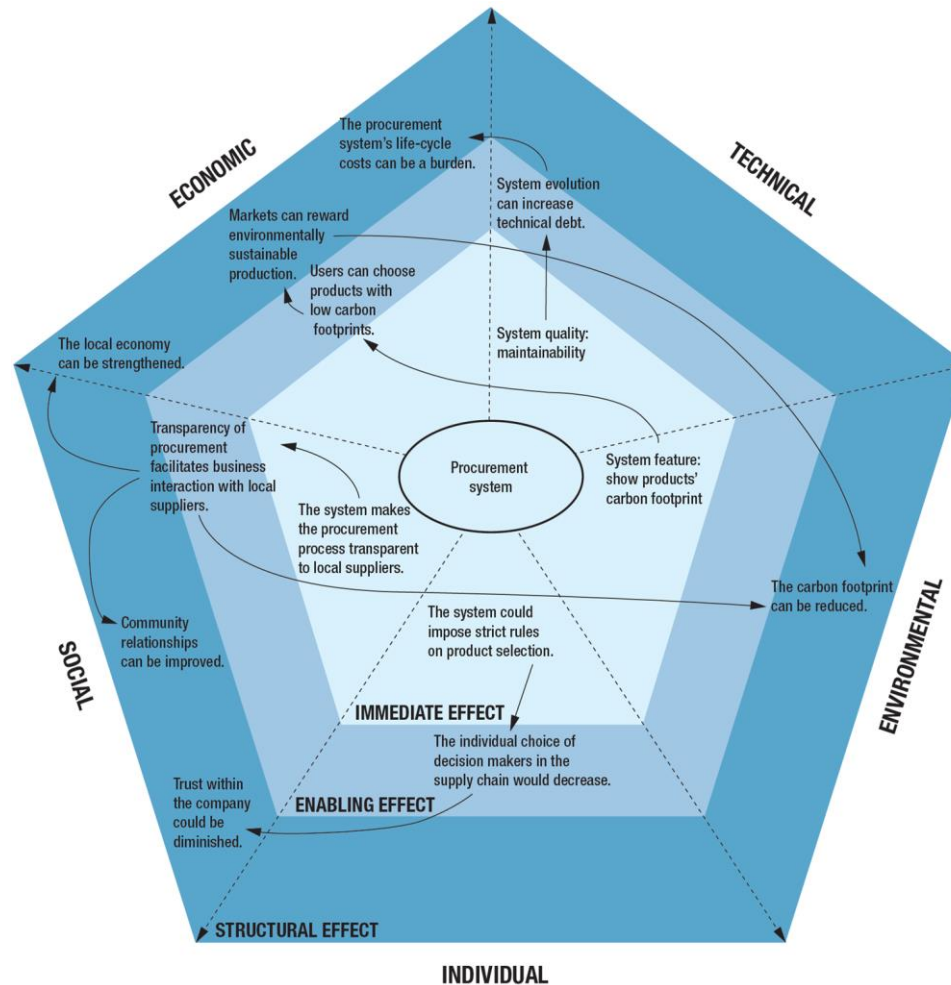 ECONOMIC
TECHNICAL
The procurement
system's life-cycle
costs can be a burden.
System evolution
can increase
technical debt.
Markets can reward
environmentally
sustainable
production.
Users can choose
products with
low carbon
footprints.
System quality:
maintainability
The local economy
can be strengthened.
Transparency of
procurement
facilitates business
interaction with local
suppliers.
Procurement
system
System feature:
show products'
carbon footprint
The system makes
the procurement
process transparent
to local suppliers.
The carbon footprint
can be reduced.
The system could
impose strict rules
on product selection.
Community
relationships
can be improved.
SOCIAL
ENVIRONMENTAL
IMMEDIATE EFFECT
The individual choice of
decision makers in the
supply chain would decrease.
Trust within
the company
could be
diminished.
ENABLING EFFECT
STRUCTURAL EFFECT
INDIVIDUAL